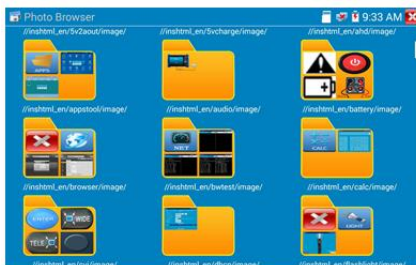 Photo Browser
9:33 AM
//inshtml_en/5v2aout/image/
//inshtml_en/5vcharge/image/
//inshtml_en/ahd/image/
APPS
//inshtml_en/appstool/image/
//inshtml_en/audio/image/
//inshtml_en/battery/image/
NET
CALC
//inshtml_en/browser/image/
//inshtml_en/bwtest/image/
//inshtml_en/calc/image/
ENTER
WIDE
TELE
LIGHT